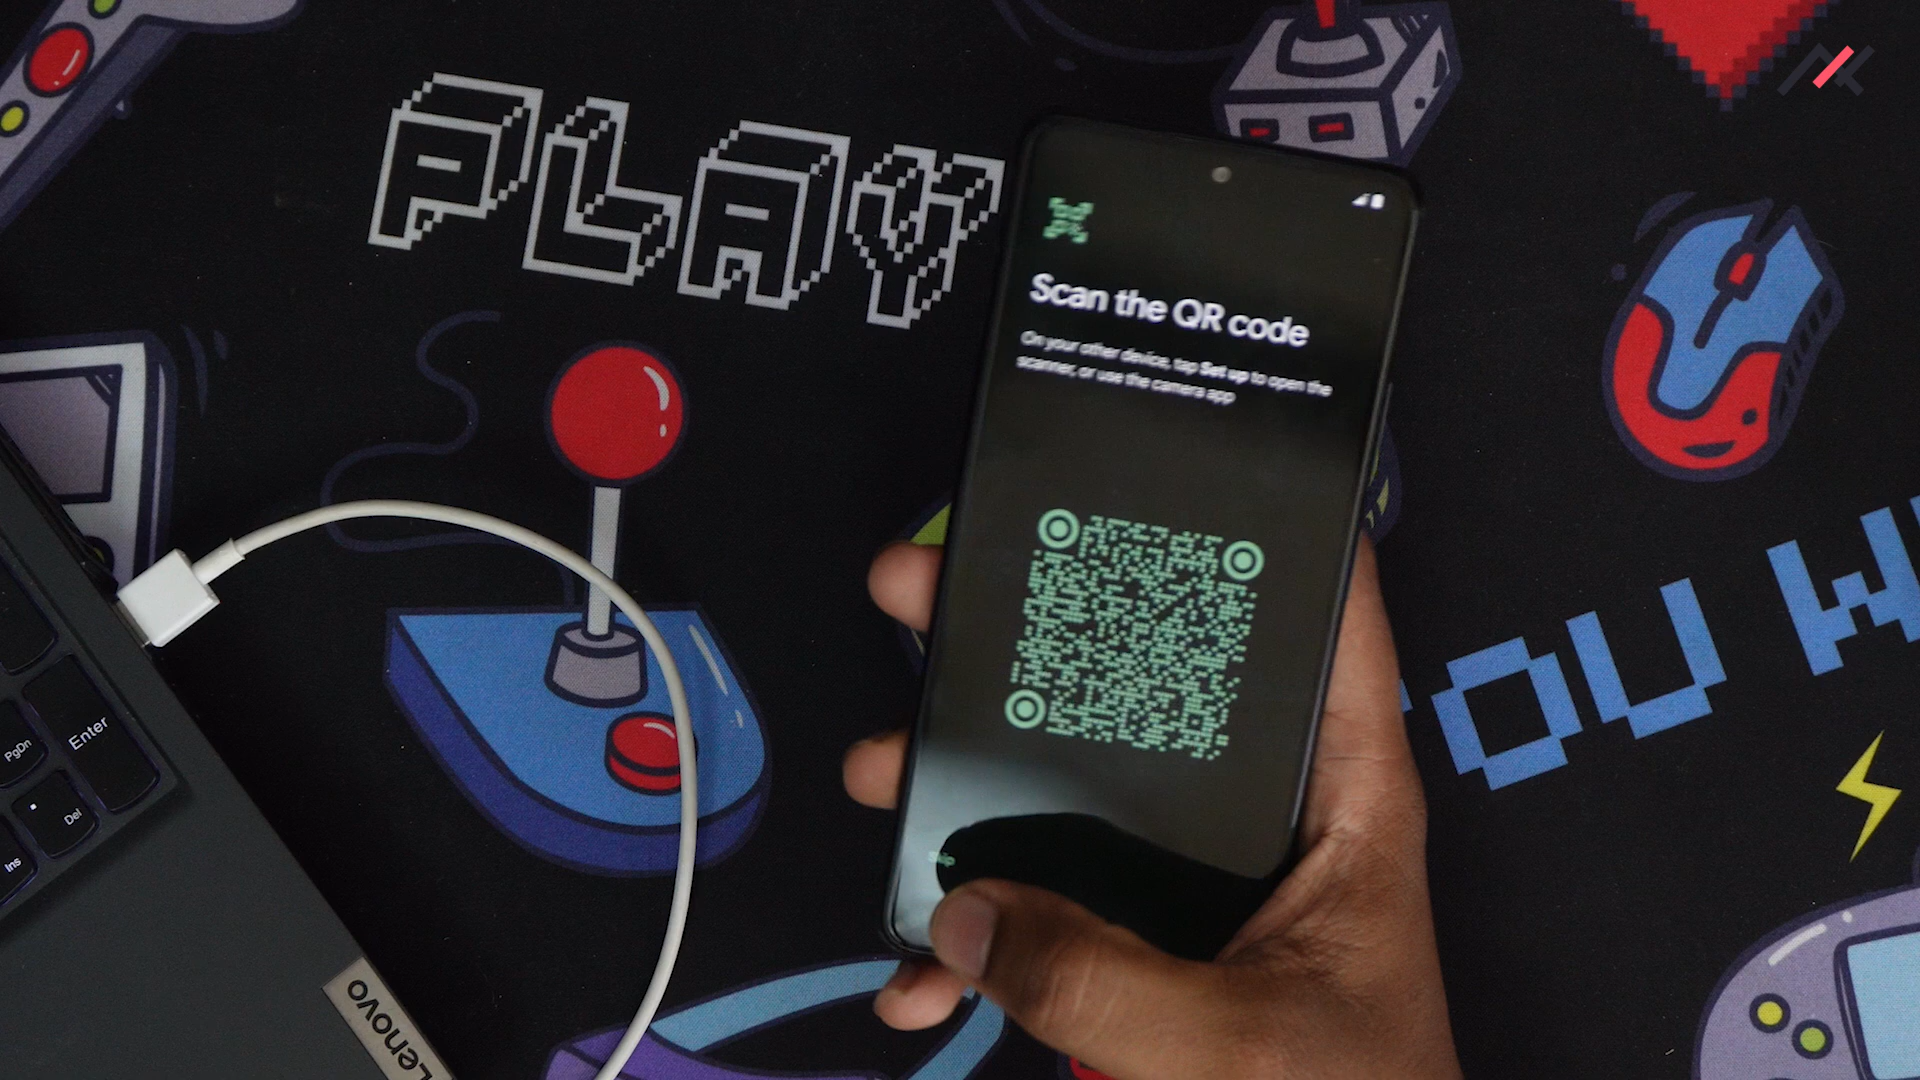 PLAY
Scan the QR code
On your other device, tap Set up to open the
scanner, or use the camera app
Skip
OU W
Enter
PgDn
Del
Ins
Lenovo